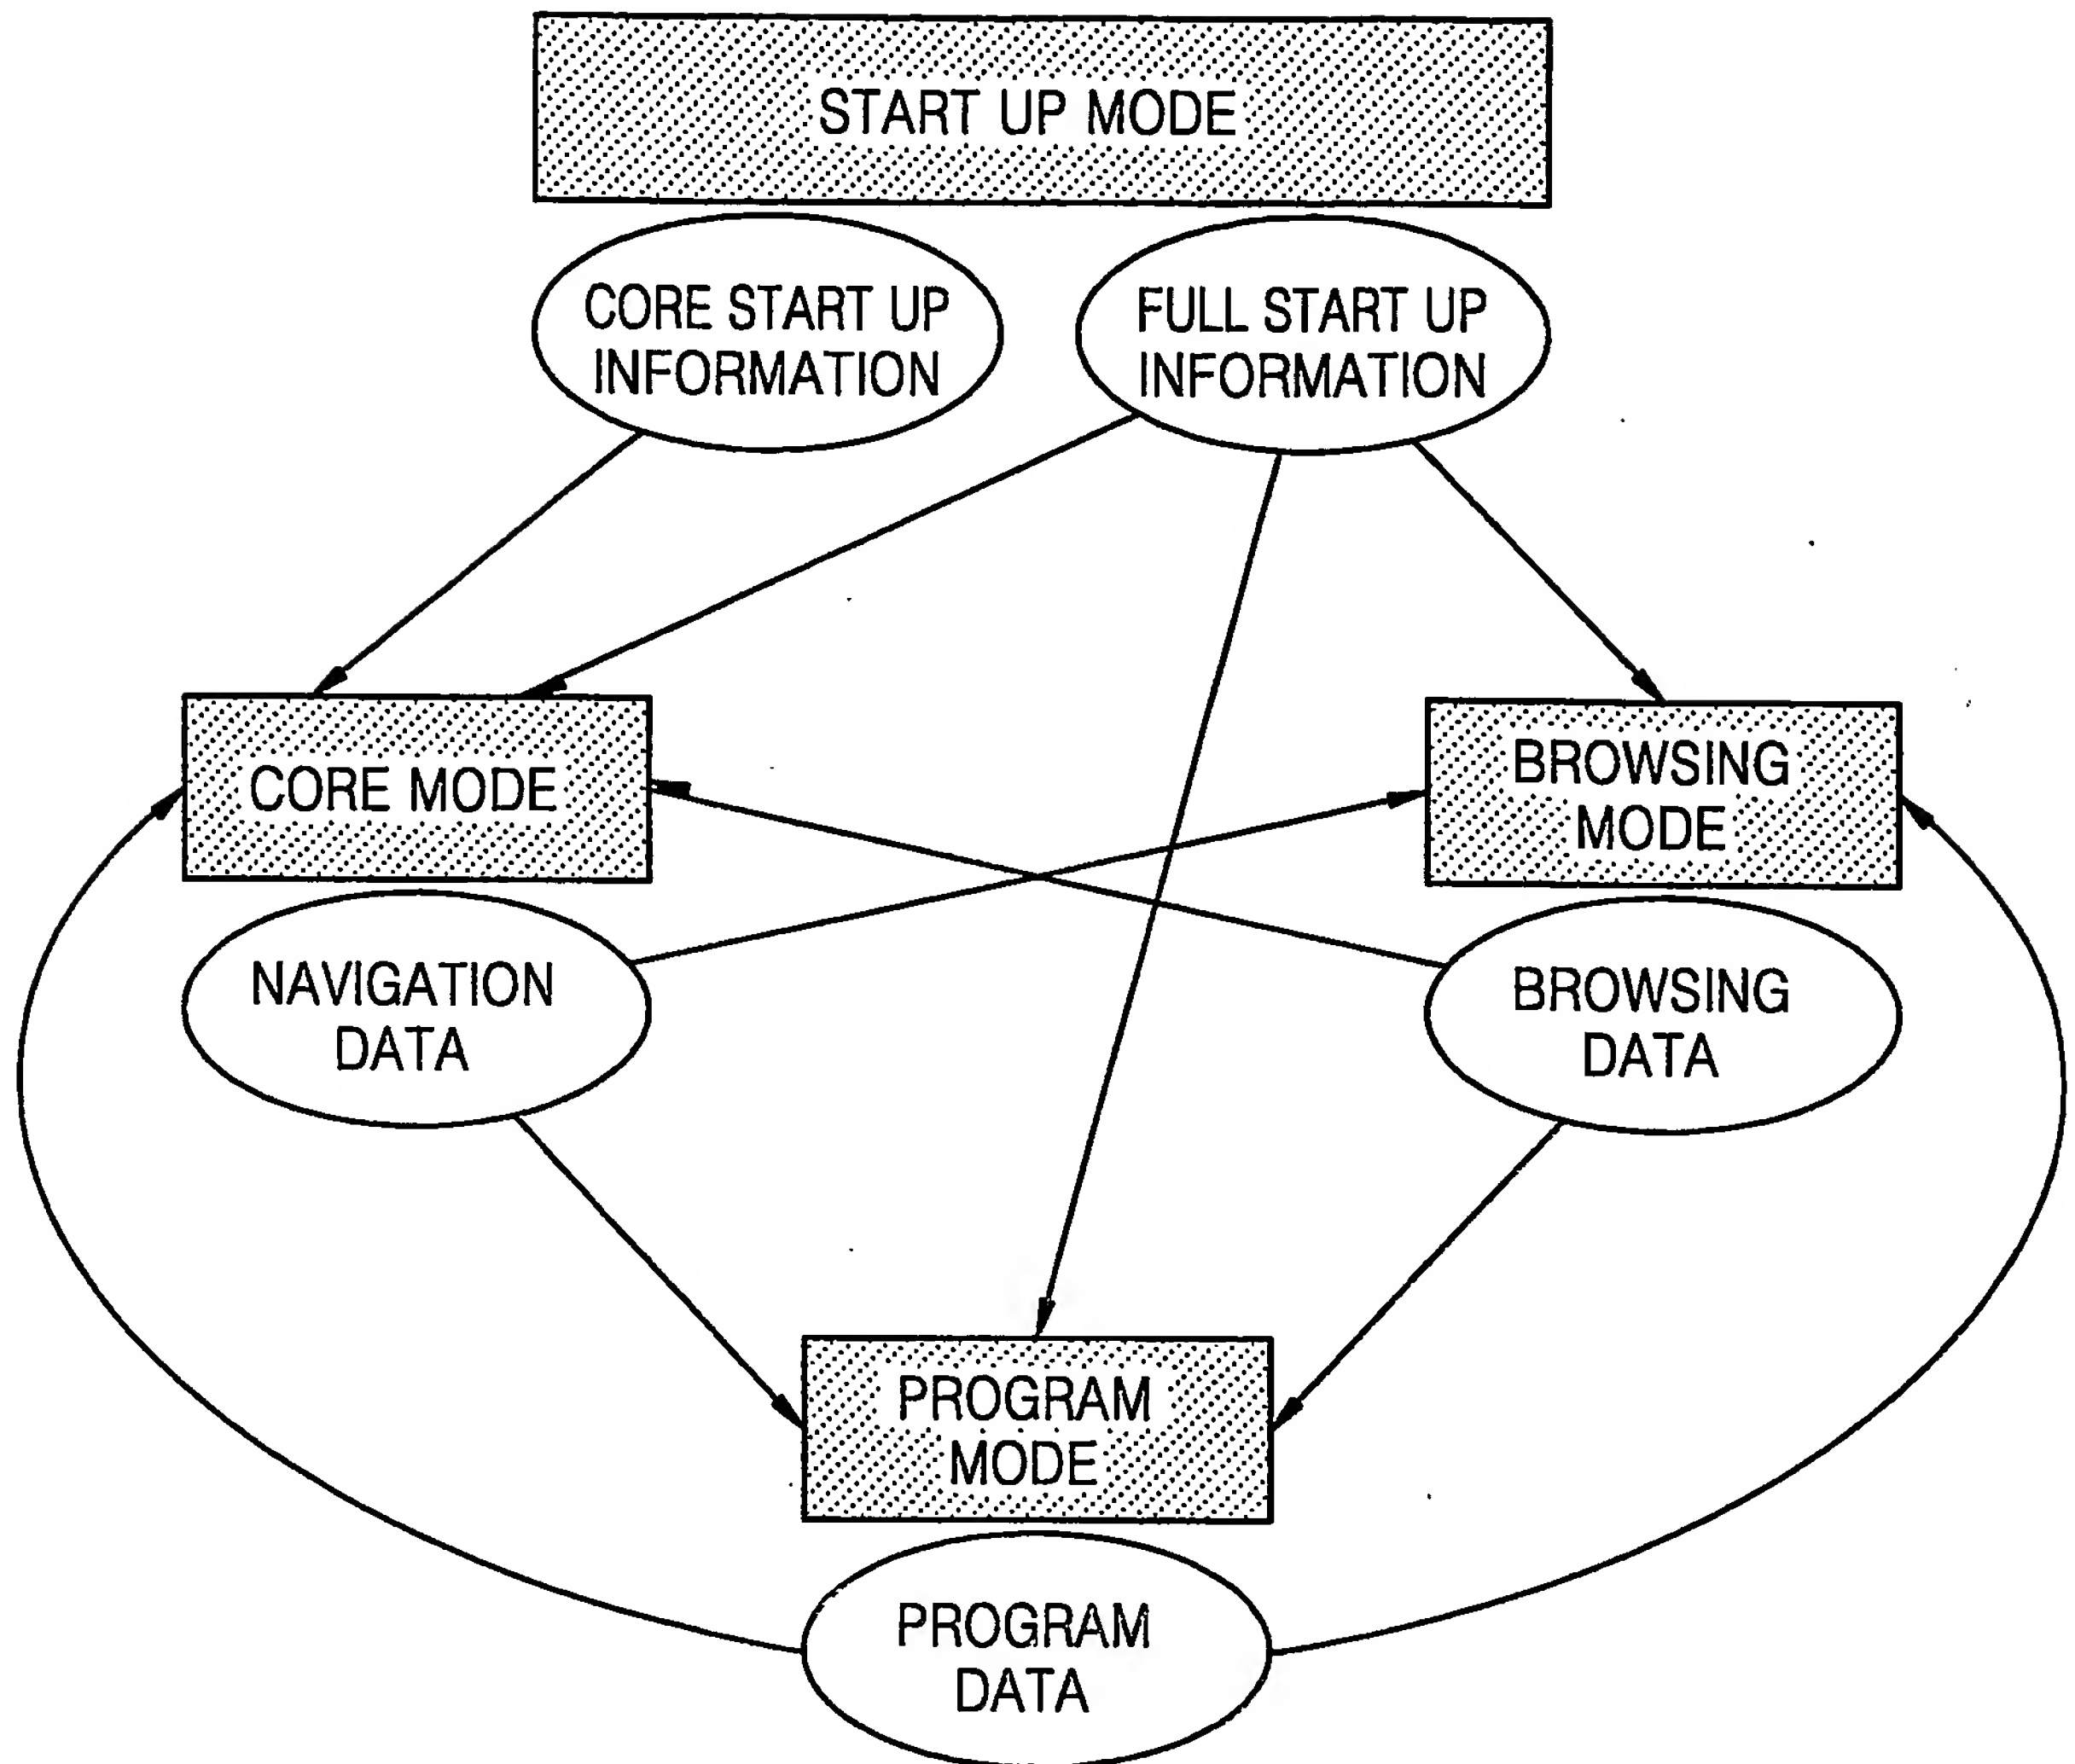 START UP MODE
CORE START UP
INFORMATION
FULL START UP
INFORMATION
CORE MODE
BROWSING
MODE
NAVIGATION
DATA
BROWSING
DATA
PROGRAM
MODE
PROGRAM
DATA